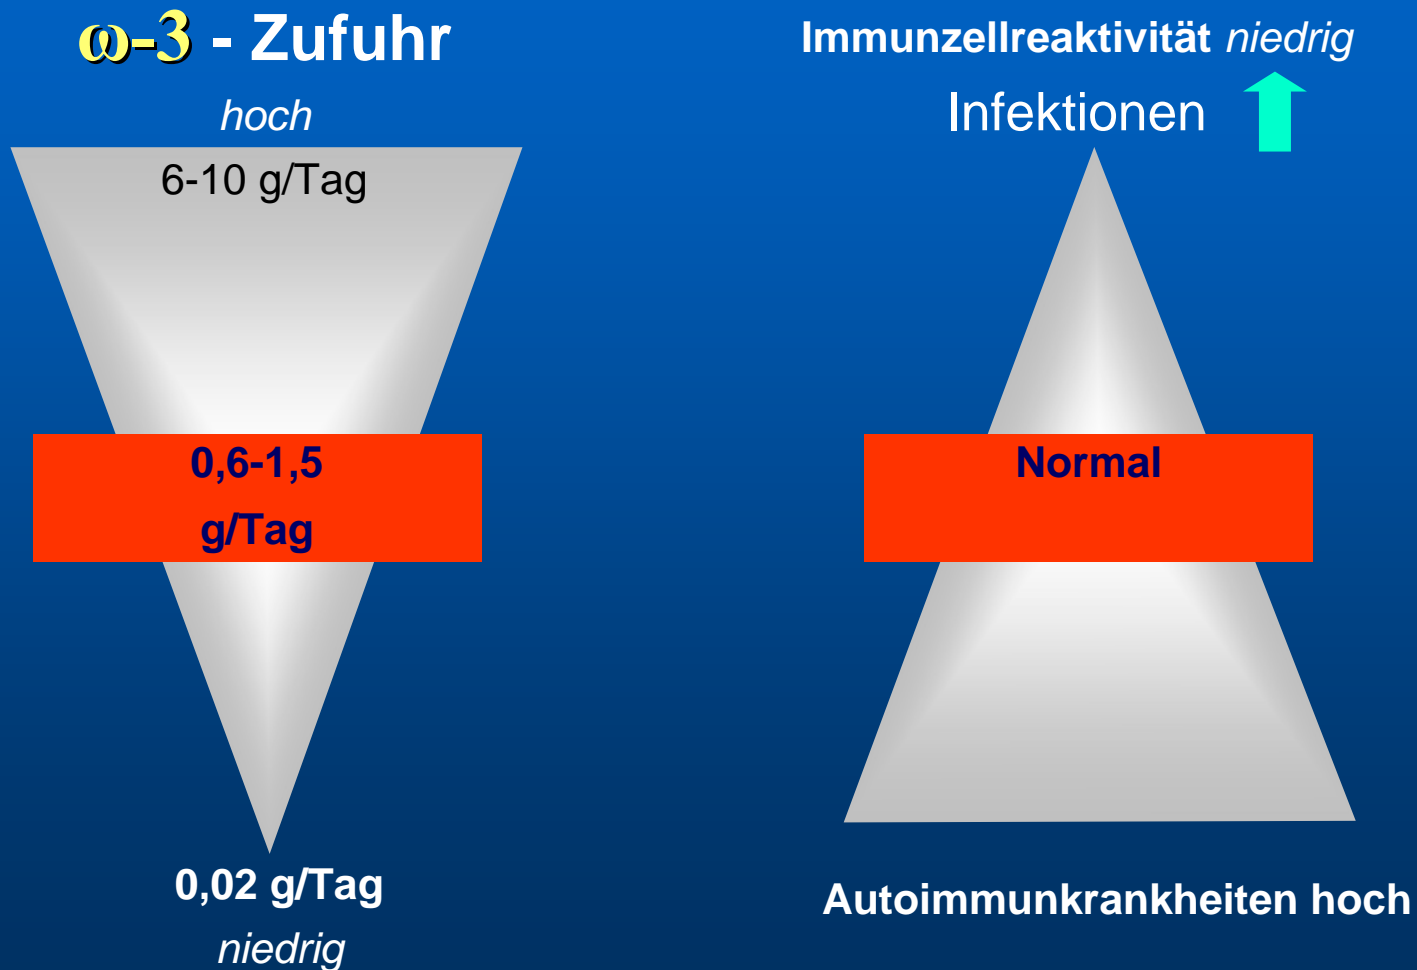 ω-3 - Zufuhr
hoch
6-10 g/Tag
0,6-1,5
g/Tag
0,02 g/Tag
niedrig
Immunzellreaktivität niedrig
Infektionen
Normal
Autoimmunkrankheiten hoch